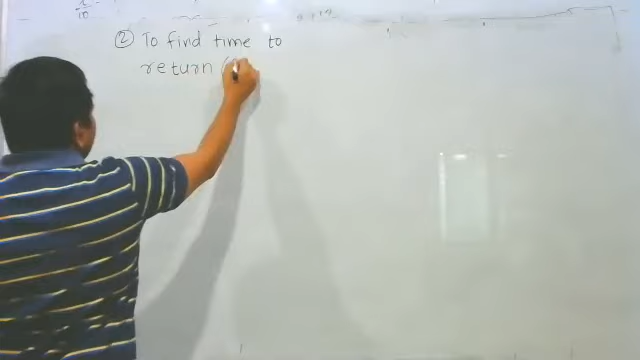 ② To find time to
return (